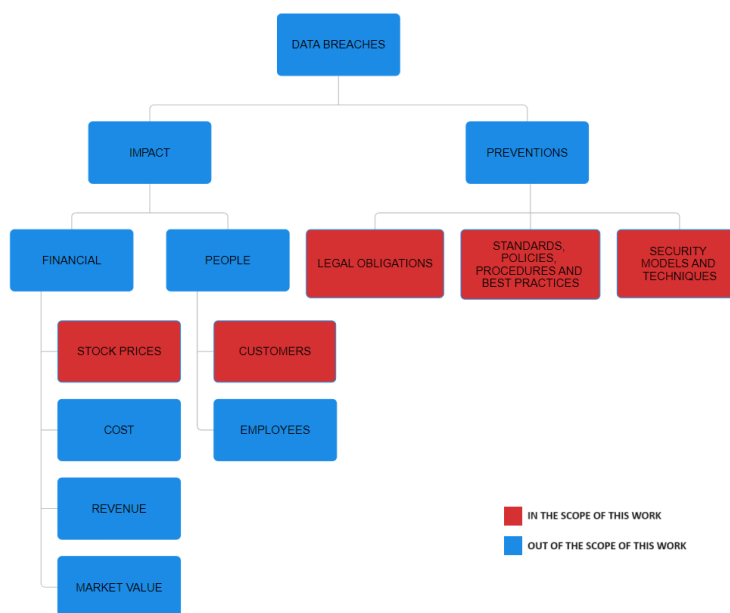 DATA BREACHES
IMPACT
PREVENTIONS
FINANCIAL
PEOPLE
LEGAL OBLIGATIONS
STANDARDS,
POLICIES,
PROCEDURES AND
BEST PRACTICES
SECURITY
MODELS AND
TECHNIQUES
STOCK PRICES
CUSTOMERS
COST
EMPLOYEES
REVENUE
MARKET VALUE
IN THE SCOPE OF THIS WORK
OUT OF THE SCOPE OF THIS WORK